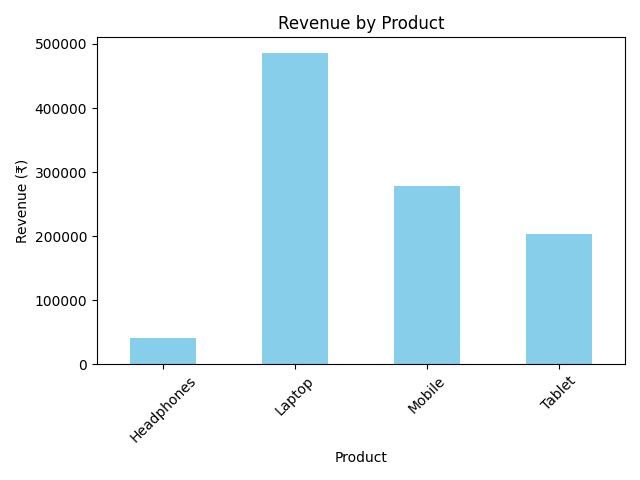 Revenue by Product
Revenue (₹)
500000
400000
300000
200000
100000
0
Headphones
Laptop
Mobile
Tablet
Product